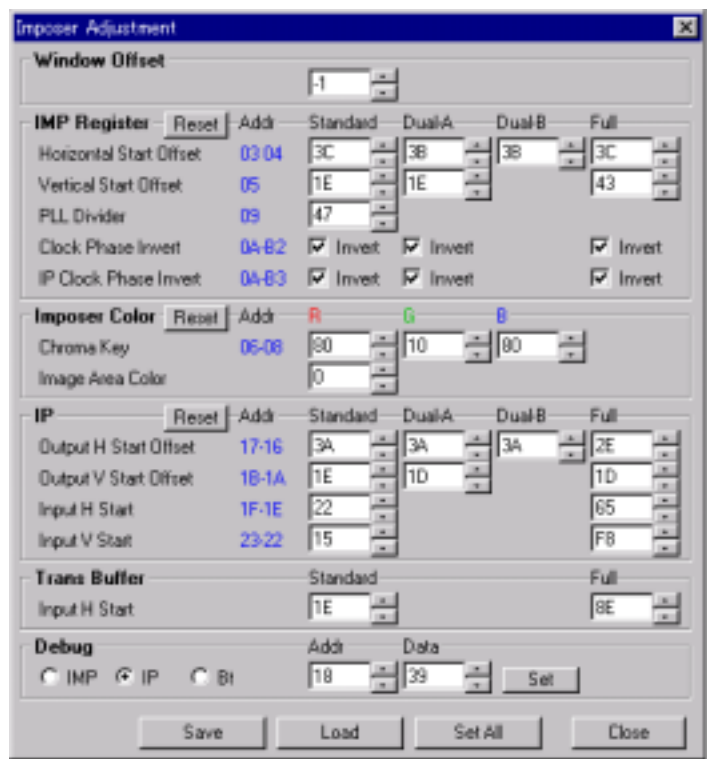 Imposer Adjustment
Window Offset
-1
IMP Register Reset Addr Standard Dual-A Dual-B Full
Horizontal Start Offset 03 04 3C 3B 3B 3C
Vertical Start Offset 05 1E 1E 43
PLL Divider 09 47
Clock Phase Invert 0A-B2 Invert Invert Invert
IP Clock Phase Invert 0A-B3 Invert Invert Invert
Imposer Color Reset Addr R G B
Chroma Key 06-08 80 10 80
Image Area Color 0
IP Reset Addr Standard Dual-A Dual-B Full
Output H Start Offset 17-16 3A 3A 3A 2E
Output V Start Offset 1B-1A 1E 1D 1D
Input H Start 1F-1E 22 65
Input V Start 23-22 15 F8
Trans Buffer Standard Full
Input H Start 1E 8E
Debug Addr Data
IMP IP Bt 18 39 Set
Save Load Set All Close